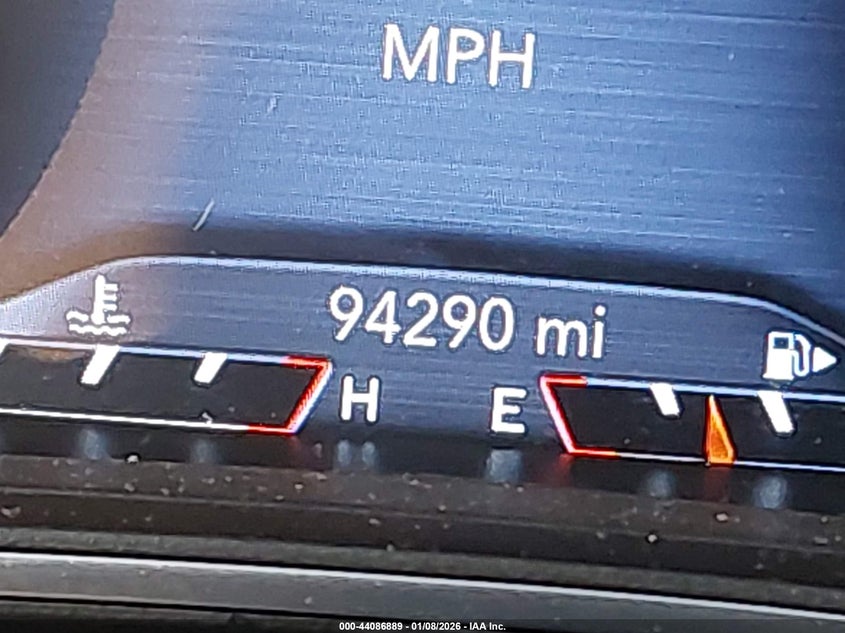 MPH
94290 mi
H E
000-44086889 - 01/08/2026 - IAA Inc.